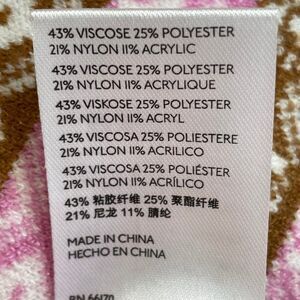 43% VISCOSE 25% POLYESTER
21% NYLON 11% ACRYLIC
43% VISCOSE 25% POLYESTER
21% NYLON 11% ACRYLIQUE
43% VISKOSE 25% POLYESTER
21% NYLON 11% ACRYL
43% VISCOSA 25% POLIESTERE
21% NYLON 11% ACRILICO
43% VISCOSA 25% POLIÉSTER
21% NYLON 11% ACRÍLICO
43% 粘胶纤维 25% 聚酯纤维
21% 尼龙 11% 腈纶
MADE IN CHINA
HECHO EN CHINA
RN 66170